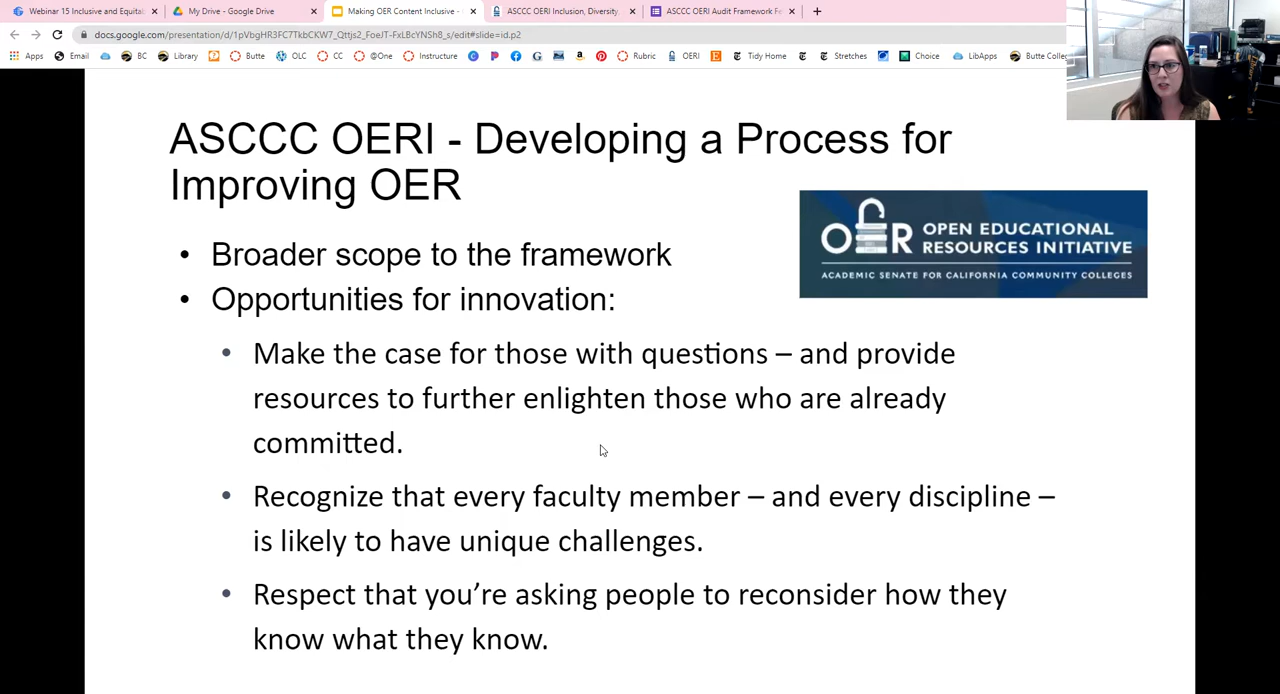 Webinar 15 Inclusive and Equita
My Drive - Google Drive
Making OER Content Inclusive -
ASCCC OERI Inclusion, Diversity,
ASCCC OERI Audit Framework Fe
docs.google.com/presentation/d/1pVbgHR3FC7TkbCKW7_Qttjs2_FoeJT-FxLBcYNSh8_s/edit#slide=id.p2
Apps
Email
BC
Library
Butte
OLC
CC
@One
Instructure
Rubric
OERI
Tidy Home
Stretches
Choice
LibApps
Butte Colleg
ASCCC OERI - Developing a Process for
Improving OER
OER OPEN EDUCATIONAL
RESOURCES INITIATIVE
ACADEMIC SENATE FOR CALIFORNIA COMMUNITY COLLEGES
• Broader scope to the framework
• Opportunities for innovation:
• Make the case for those with questions – and provide
resources to further enlighten those who are already
committed.
• Recognize that every faculty member – and every discipline –
is likely to have unique challenges.
• Respect that you’re asking people to reconsider how they
know what they know.